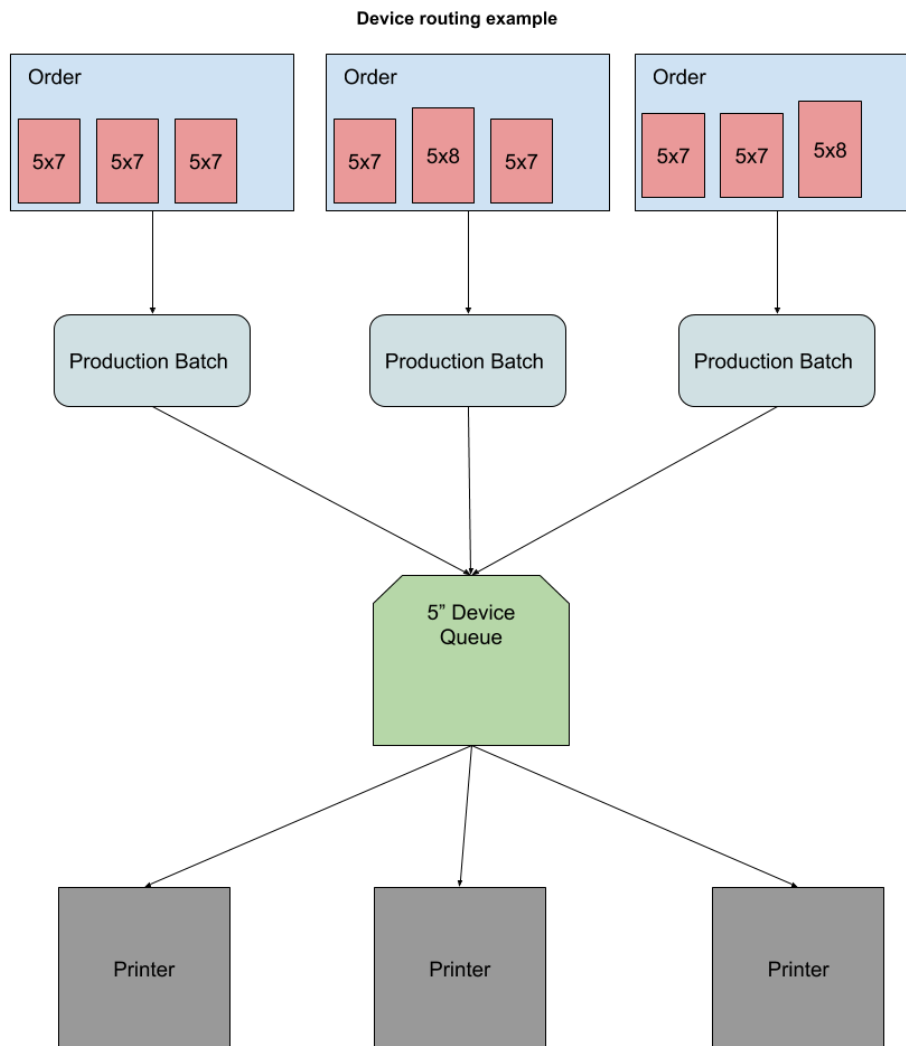 Device routing example
Order
Order
Order
5x7
5x7
5x7
5x7
5x8
5x7
5x7
5x7
5x8
Production Batch
Production Batch
Production Batch
5” Device
Queue
Printer
Printer
Printer